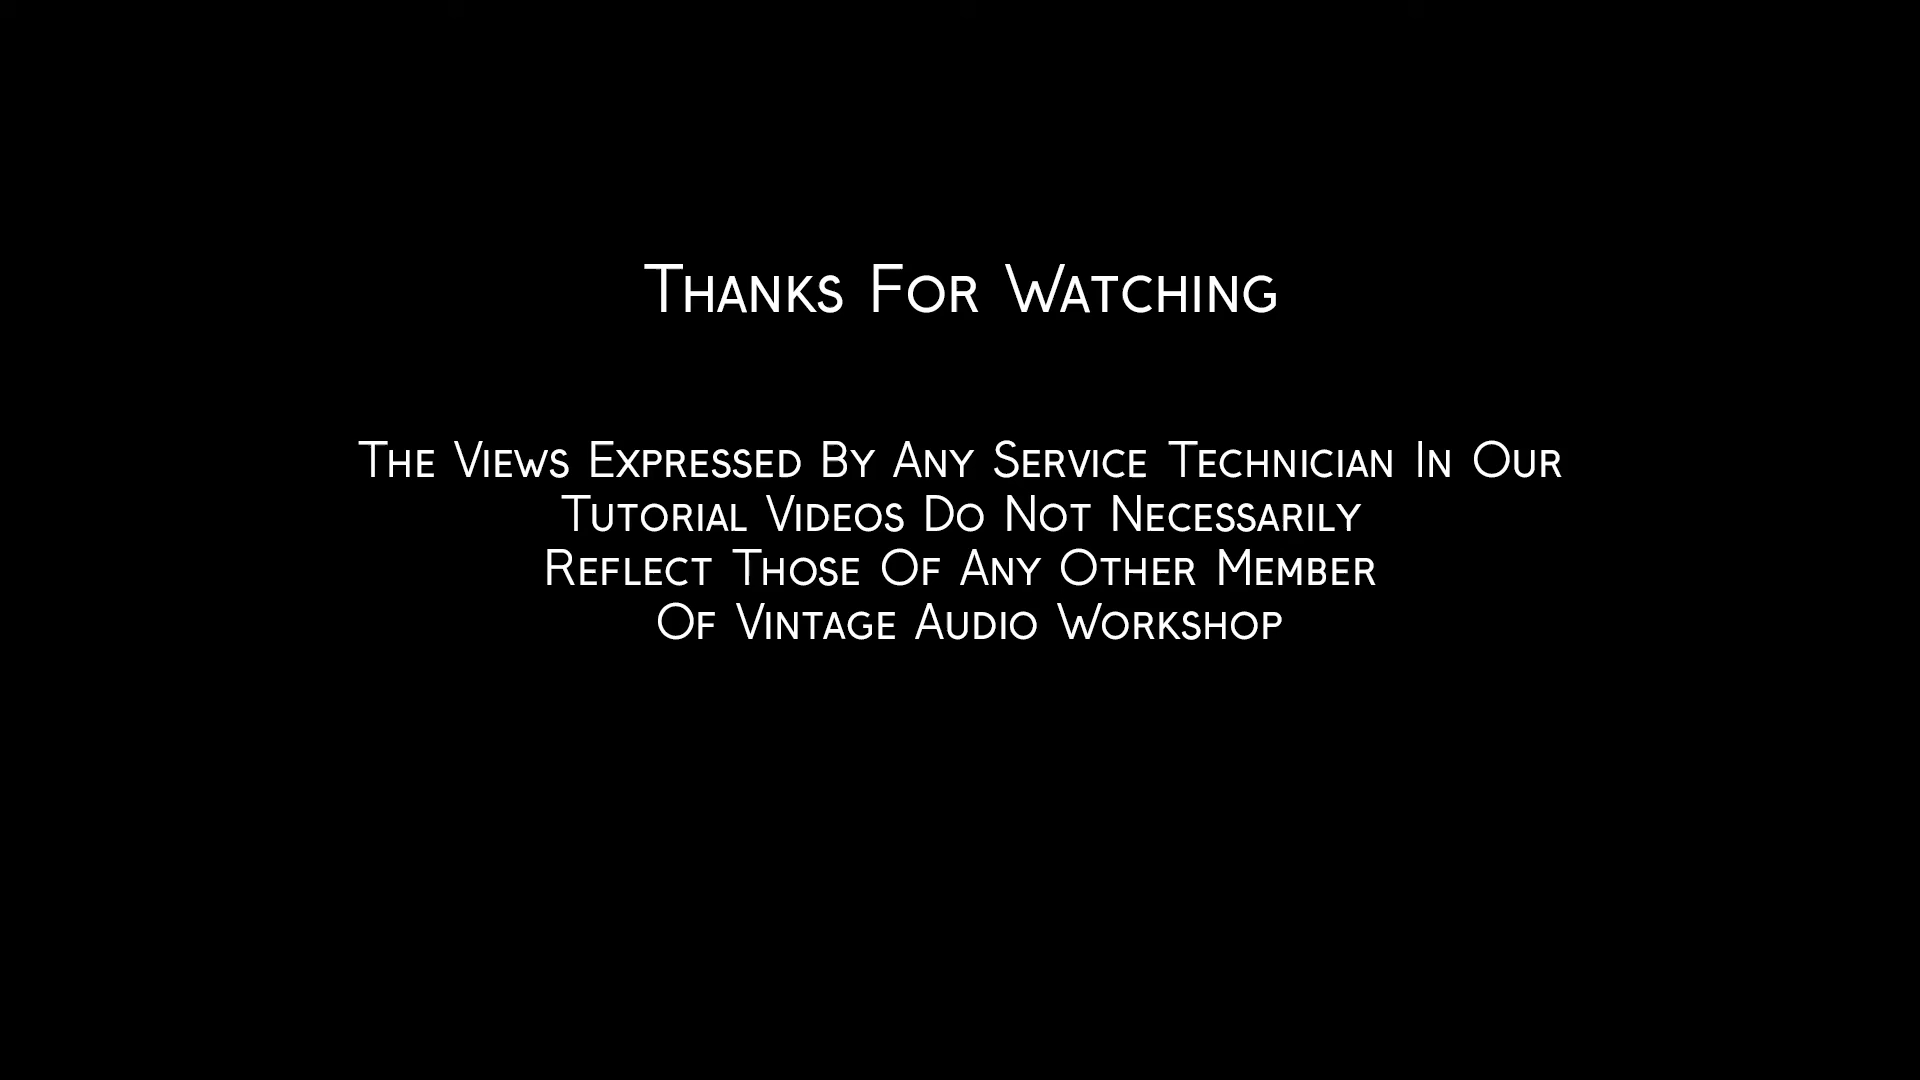 Thanks For Watching
The Views Expressed By Any Service Technician In Our
Tutorial Videos Do Not Necessarily
Reflect Those Of Any Other Member
Of Vintage Audio Workshop